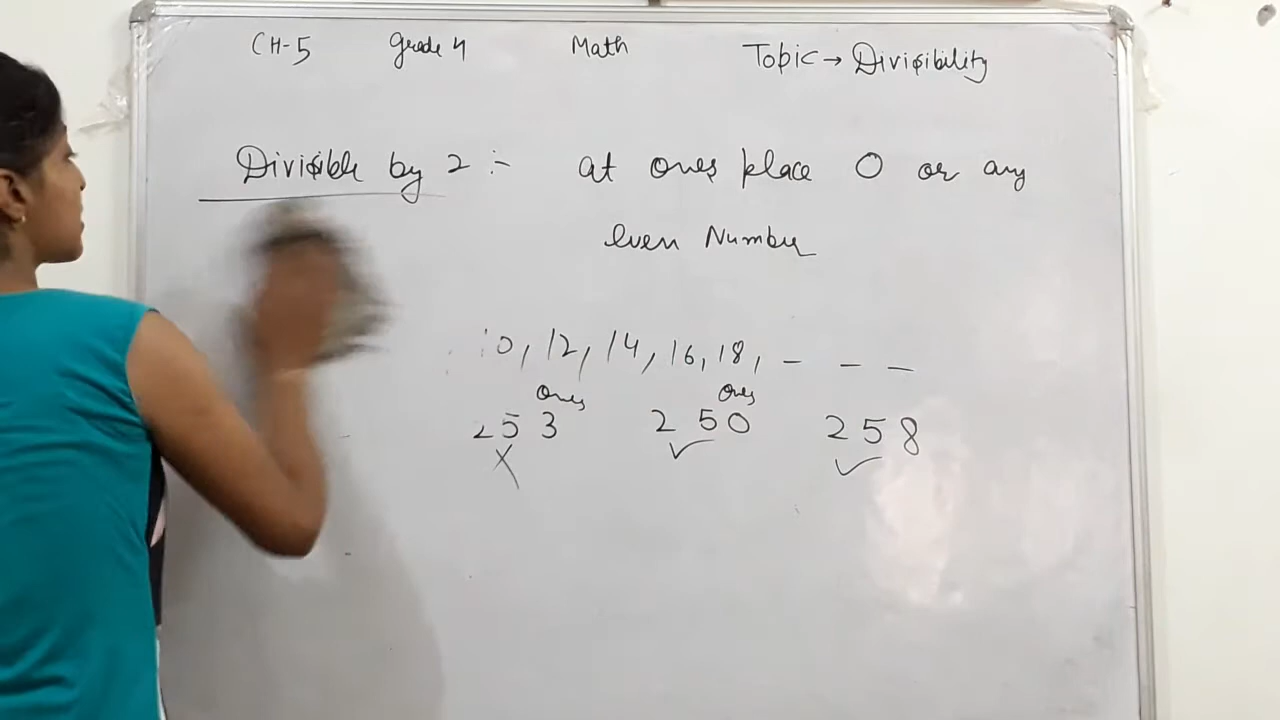 CH-5 Grade 4 Math Topic → Divisibility
Divisible by 2 :- at ones place 0 or any
even Number
10, 12, 14, 16, 18, - - -
ones ones
253 250 258
X ✓ ✓